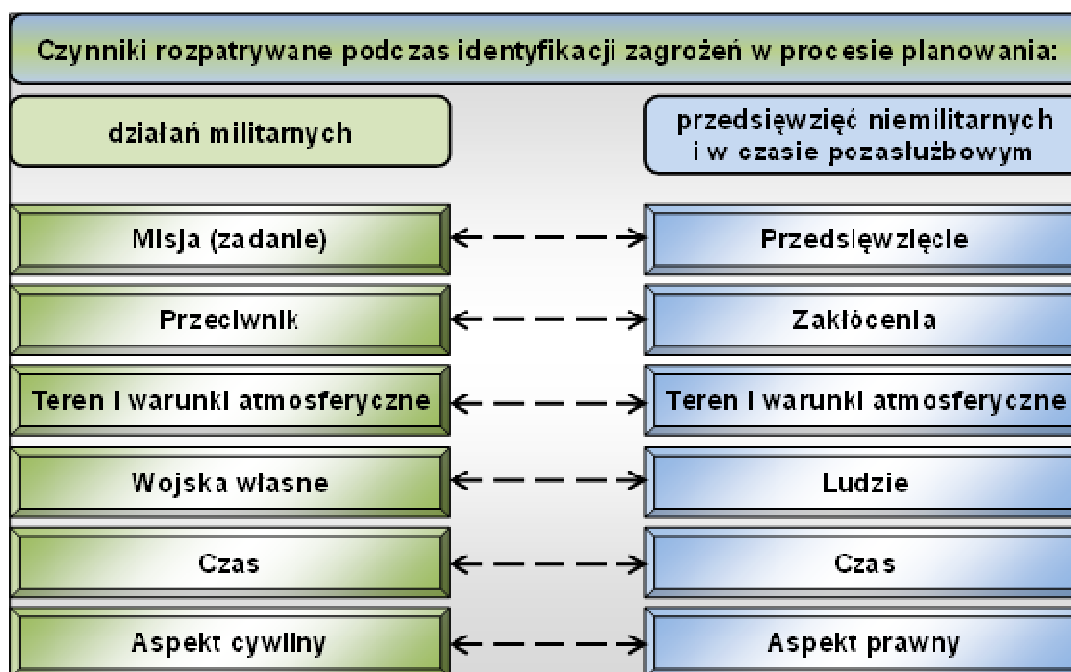 Czynniki rozpatrywane podczas identyfikacji zagrożeń w procesie planowania:
działań militarnych
przedsięwzięć niemilitarnych
i w czasie pozasłużbowym
Misja (zadanie)
Przedsięwzięcie
Przeciwnik
Zakłócenia
Teren i warunki atmosferyczne
Teren i warunki atmosferyczne
Wojska własne
Ludzie
Czas
Czas
Aspekt cywilny
Aspekt prawny